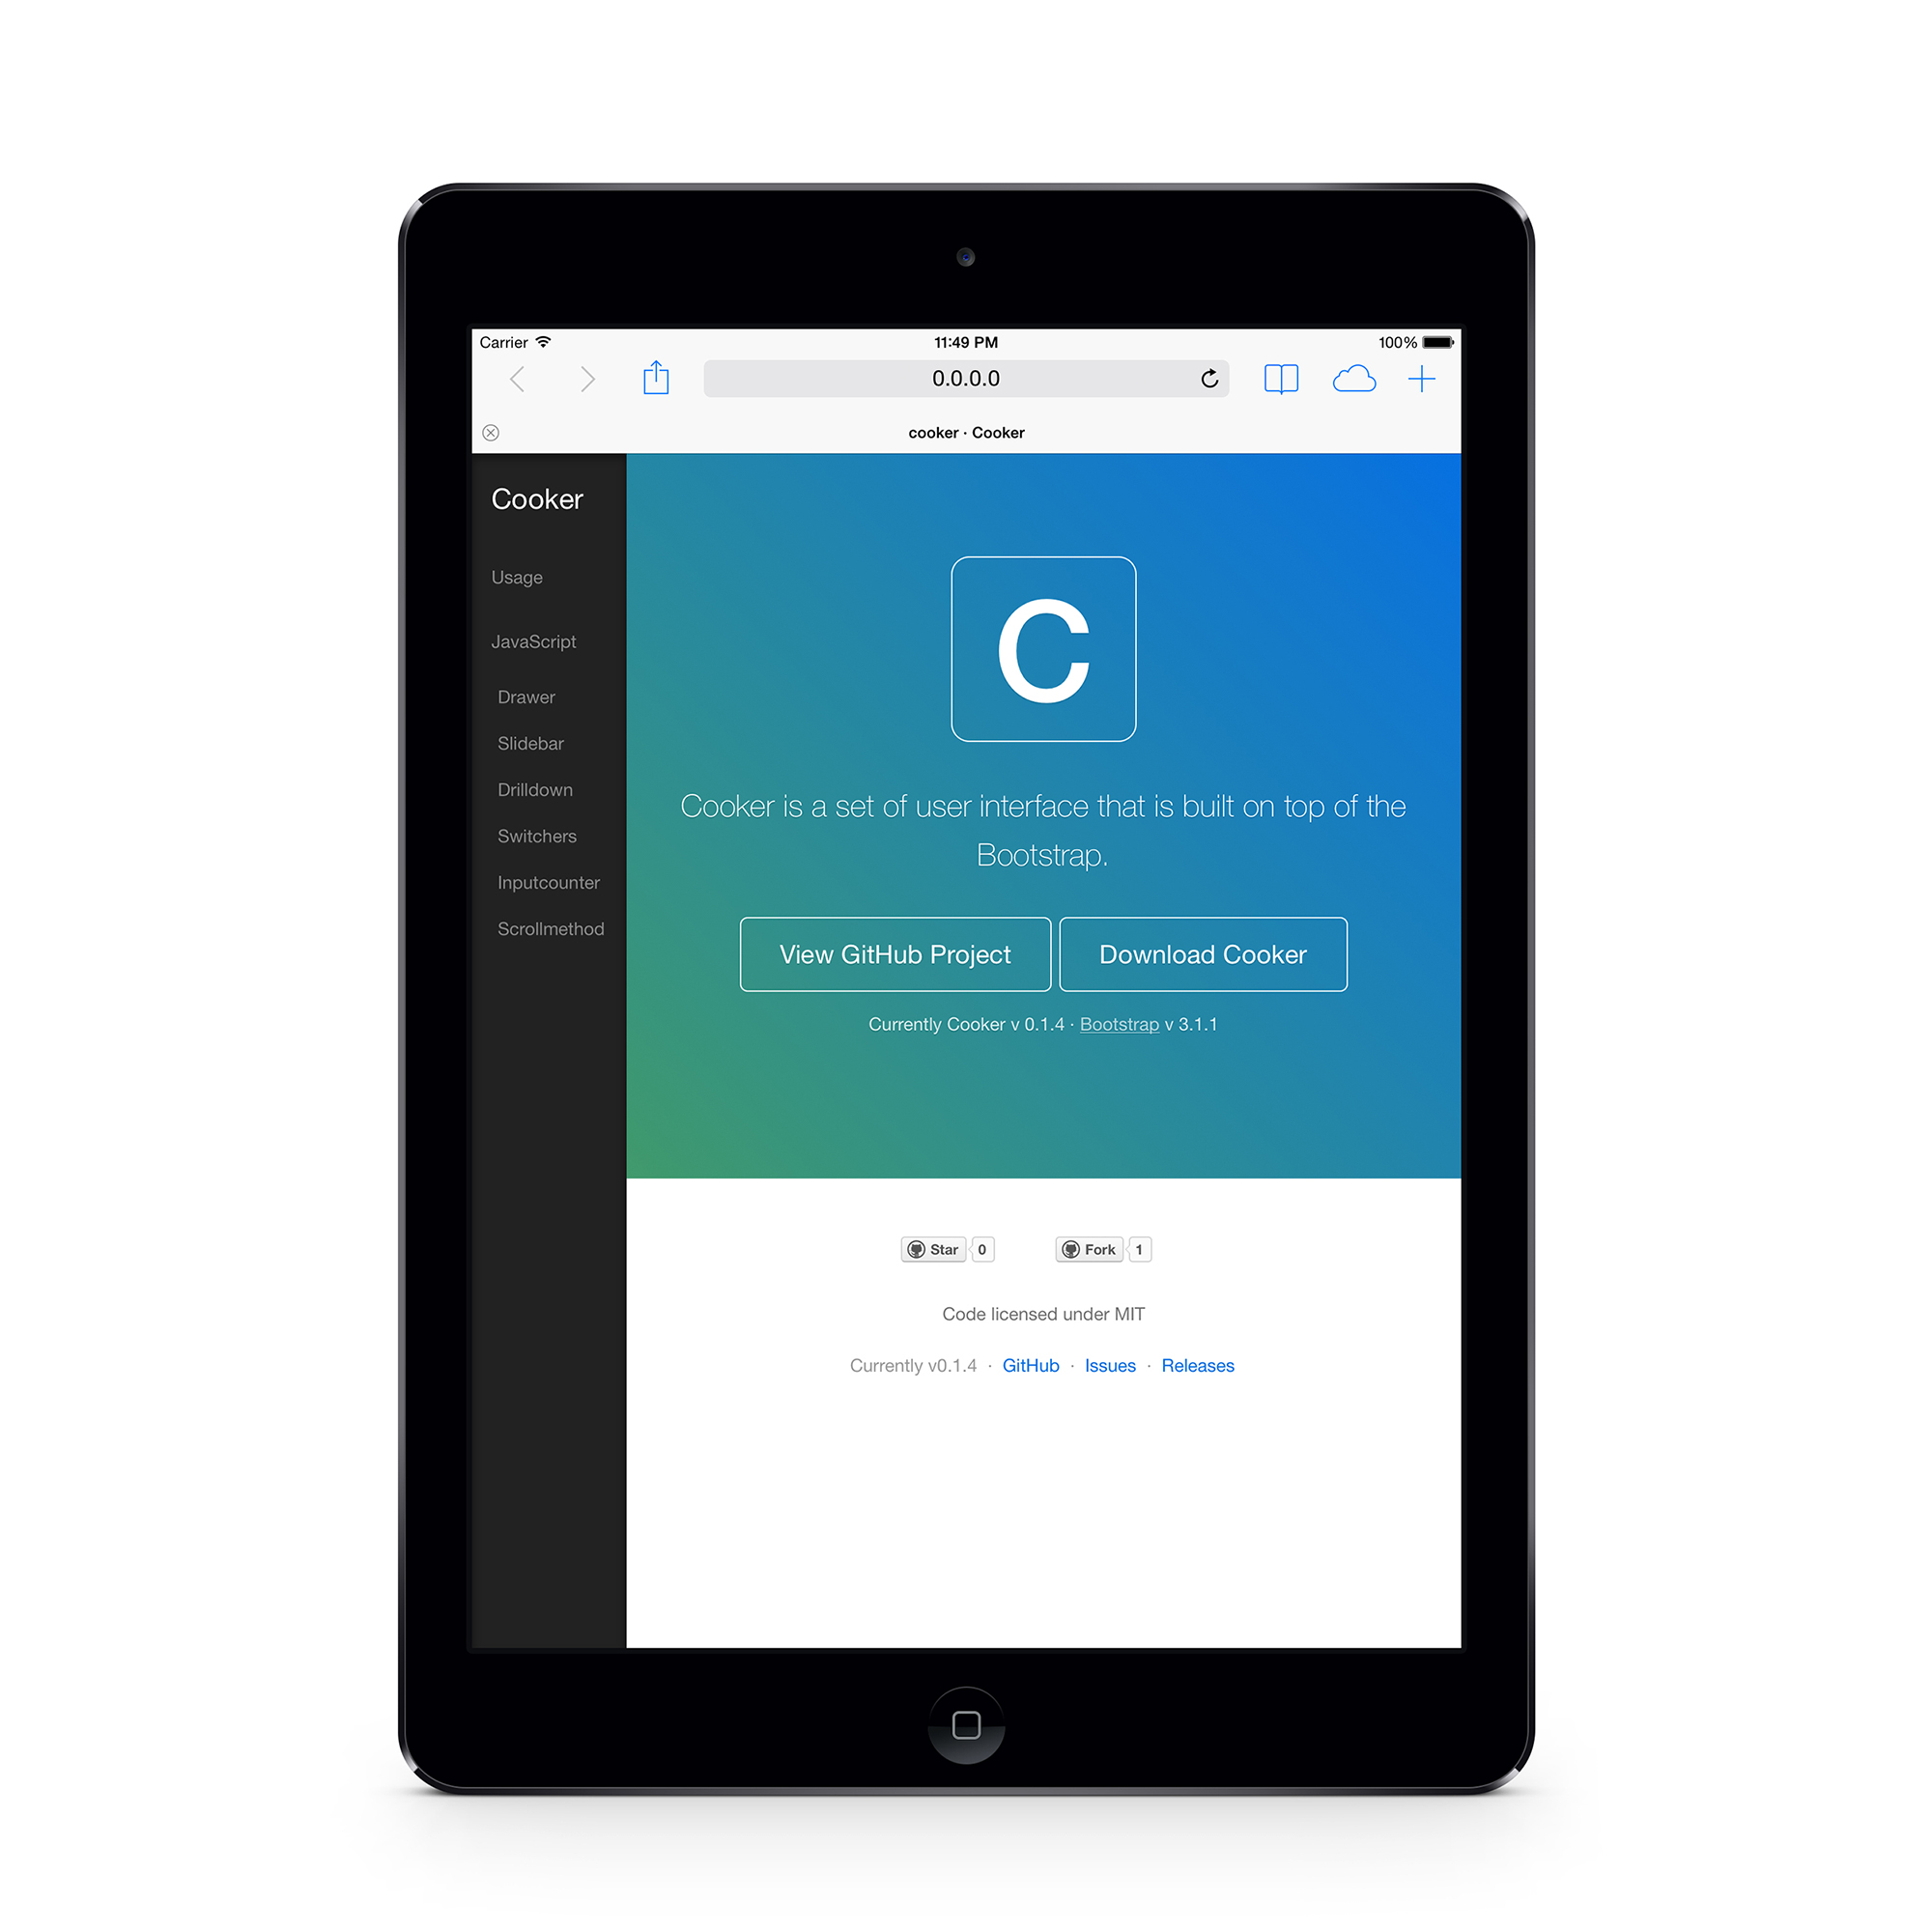 Carrier 11:49 PM 100%
0.0.0.0
cooker · Cooker
Cooker
Usage
JavaScript
Drawer
Slidebar
Drilldown
Switchers
Inputcounter
Scrollmethod
C
Cooker is a set of user interface that is built on top of the
Bootstrap.
View GitHub Project Download Cooker
Currently Cooker v 0.1.4 · Bootstrap v 3.1.1
Star 0 Fork 1
Code licensed under MIT
Currently v0.1.4 · GitHub · Issues · Releases